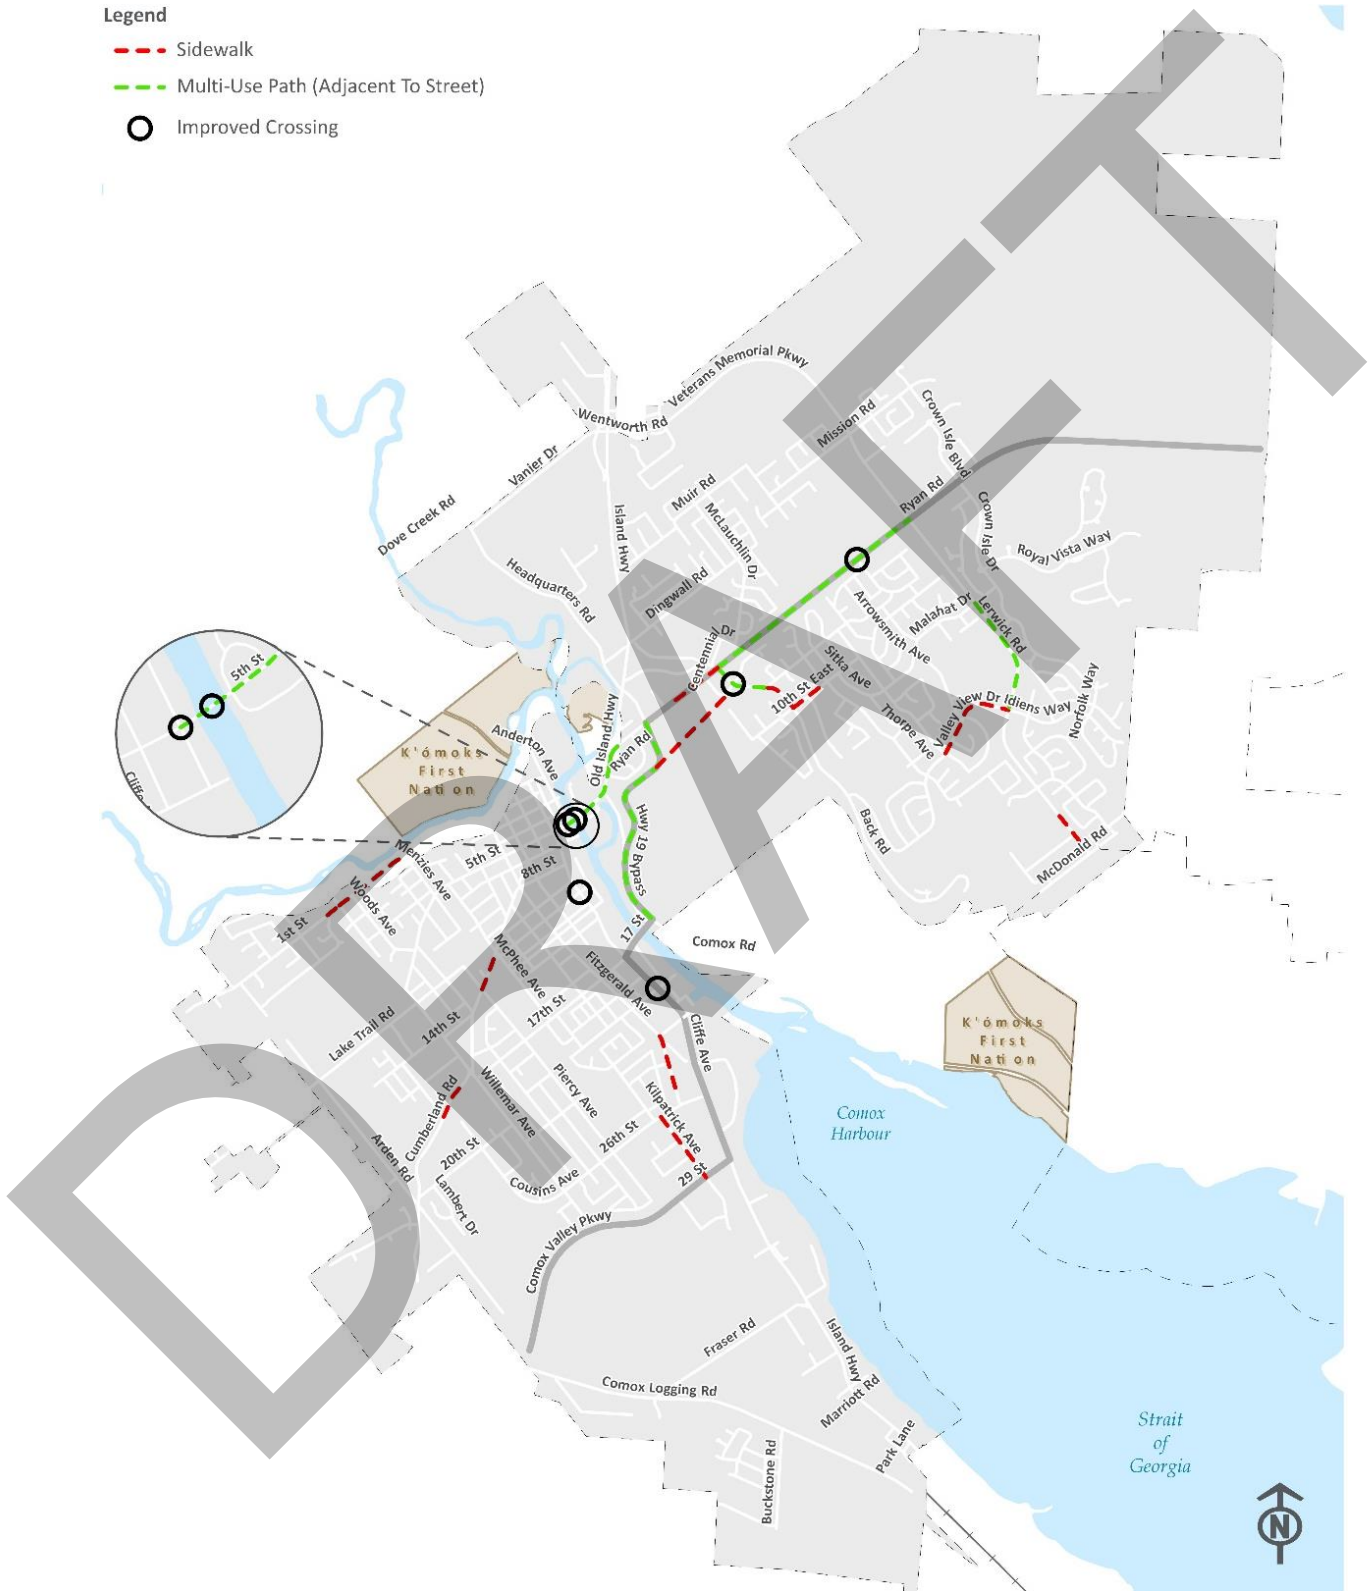 Legend
Sidewalk
Multi-Use Path (Adjacent To Street)
Improved Crossing
Veterans Memorial Pkwy
Wentworth Rd
Mission Rd
Crown Isle Blvd
Vanier Dr
Dove Creek Rd
Muir Rd
McLaughlin Dr
Island Hwy
Ryan Rd
Crown Isle Dr
Royal Vista Way
Headquarters Rd
Dingwall Rd
Arrowsmith Ave
Malahat Dr
Lerwick Rd
Centennial Dr
Sitka Ave
10th St East
5th St
Cliffe
K'ómoks
First
Nation
2
Anderton Ave
Old Island Hwy
Ryan Rd
Thorpe Ave
Valley View Dr
Idiens Way
Norfolk Way
Hwy 19 Bypass
Back Rd
McDonald Rd
Menzies Ave
5th St
8th St
Woods Ave
1st St
17 St
Comox Rd
McPhee Ave
Fitzgerald Ave
17th St
14th St
Lake Trail Rd
Cliffe Ave
K'ómoks
First
Nation
Cumberland Rd
Willemar Ave
Piercy Ave
Kilpatrick Ave
26th St
29 St
20th St
Arden Rd
Lambert Dr
Cousins Ave
Comox
Harbour
Comox Valley Pkwy
Fraser Rd
Island Hwy
Comox Logging Rd
Marriott Rd
Park Lane
Buckstone Rd
Strait
of
Georgia
N
DRAFT